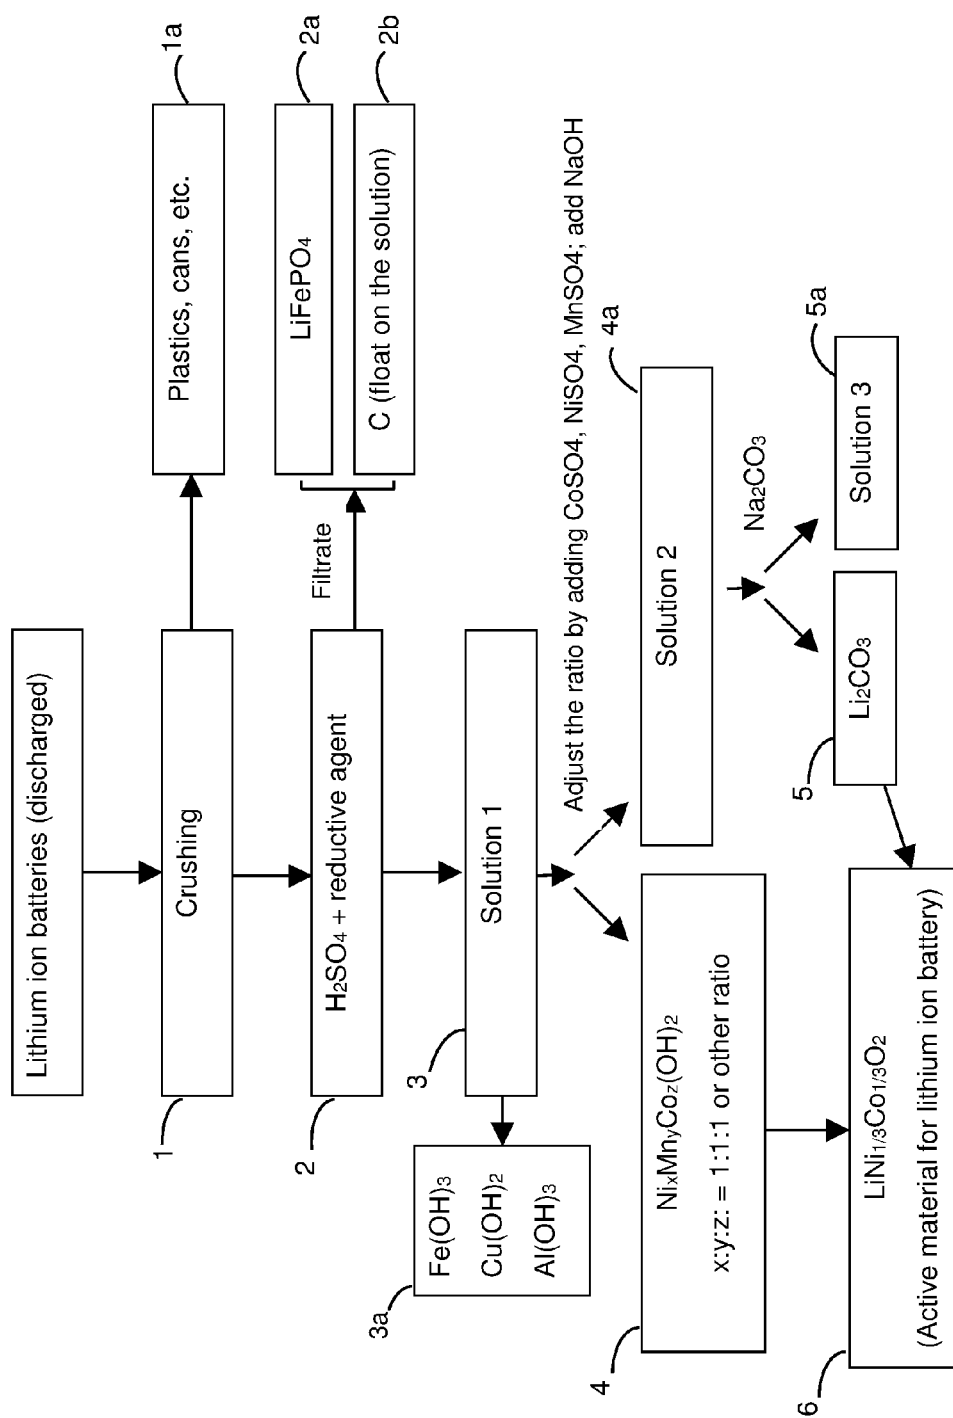 Lithium ion batteries (discharged)
1
Crushing
1a
Plastics, cans, etc.
2
H₂SO₄ + reductive agent
Filtrate
2a
LiFePO₄
2b
C (float on the solution)
3
Solution 1
3a
Fe(OH)₃
Cu(OH)₂
Al(OH)₃
Adjust the ratio by adding CoSO4, NiSO4, MnSO4; add NaOH
4
NiₓMnᵧCo_z(OH)₂
x:y:z: = 1:1:1 or other ratio
4a
Solution 2
Na₂CO₃
5
Li₂CO₃
5a
Solution 3
6
LiNi₁/₃Co₁/₃O₂
(Active material for lithium ion battery)